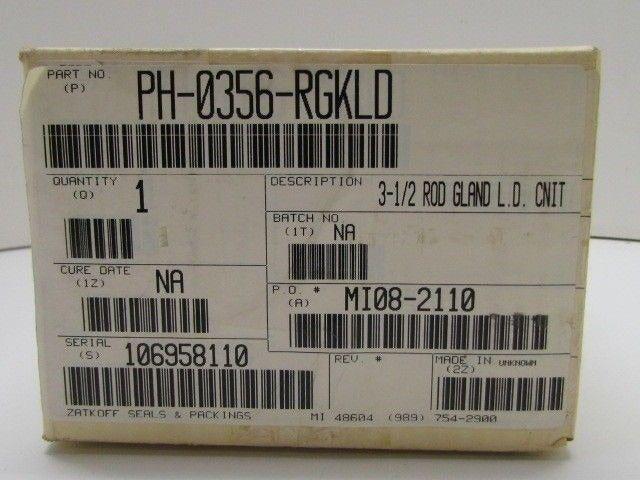 PART NO.
(P)
PH-0356-RGKLD
QUANTITY
(Q)
1
DESCRIPTION
3-1/2 ROD GLAND L.D. CNIT
BATCH NO
(1T)
NA
CURE DATE
(1Z)
NA
P.O. #
(A)
MI08-2110
SERIAL
(S)
106958110
REV. #
MADE IN UNKNOWN
(2Z)
ZATKOFF SEALS & PACKINGS MI 48604 (989) 754-2900